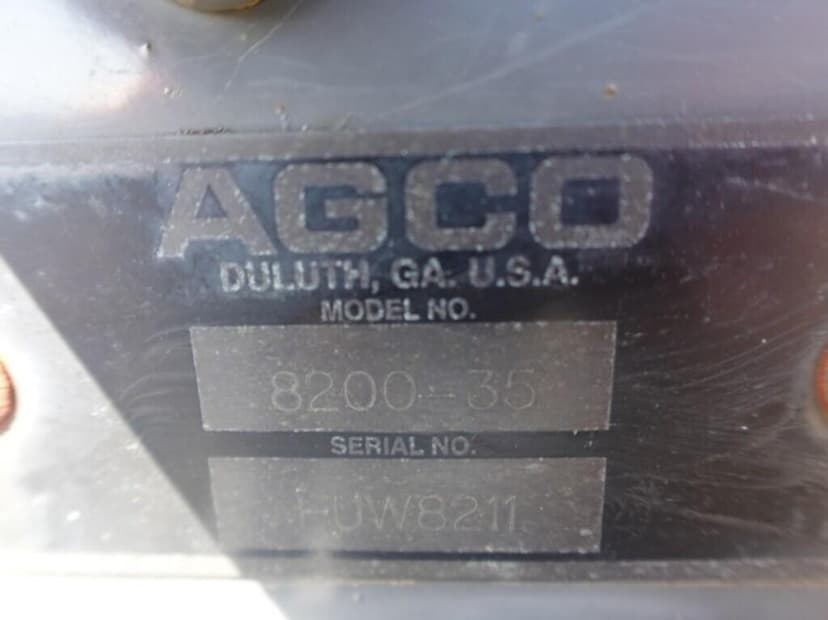 AGCO
DULUTH, GA. U.S.A.
MODEL NO.
8200-35
SERIAL NO.
HUW8211